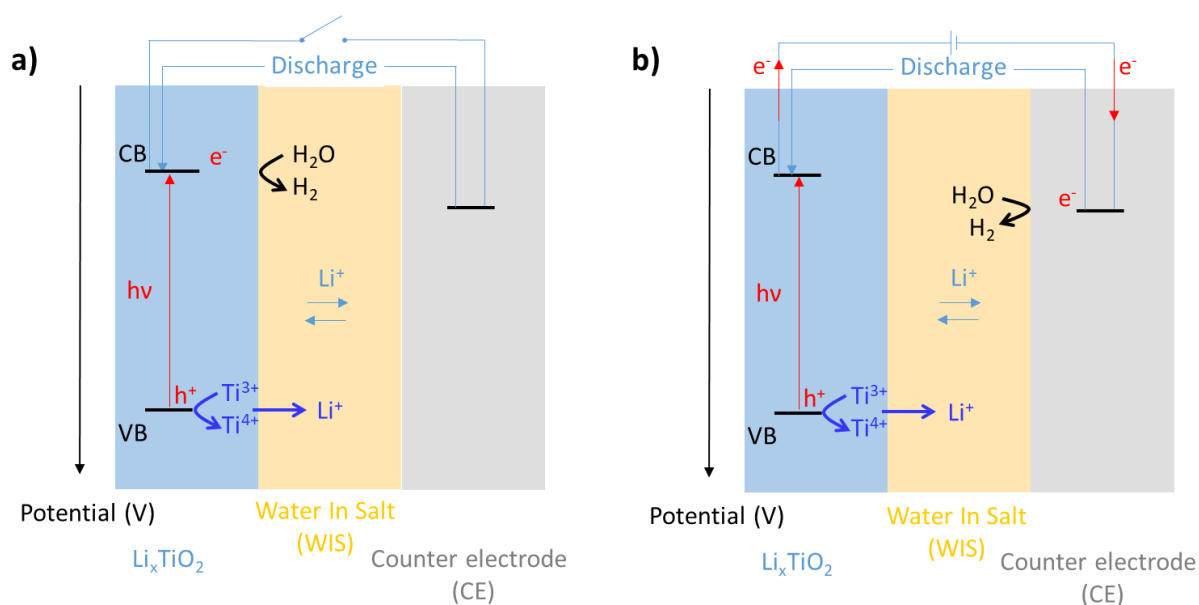 a)
Discharge
CB
e⁻
H₂O
H₂
Li⁺
hν
h⁺
Ti³⁺
Ti⁴⁺
Li⁺
VB
Potential (V)
Water In Salt
(WIS)
LiₓTiO₂
Counter electrode
(CE)
b)
e⁻
e⁻
Discharge
CB
H₂O
e⁻
H₂
Li⁺
hν
h⁺
Ti³⁺
Ti⁴⁺
Li⁺
VB
Potential (V)
Water In Salt
(WIS)
LiₓTiO₂
Counter electrode
(CE)